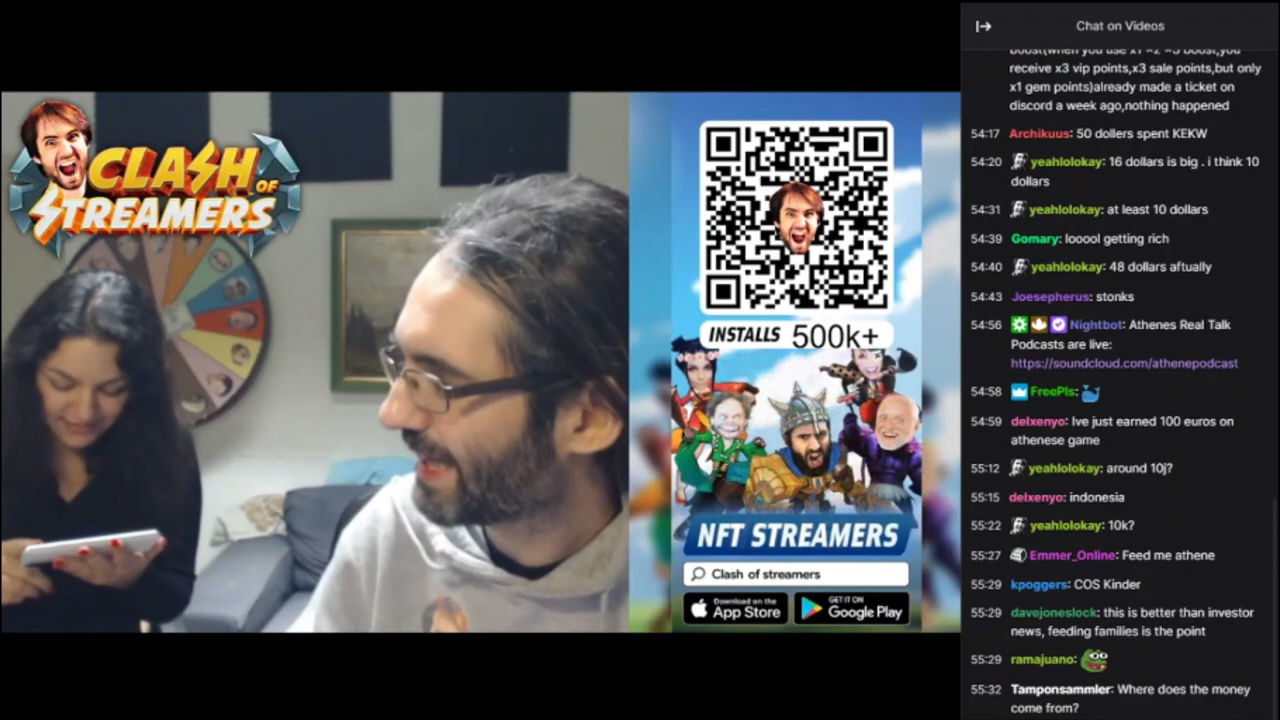 CLASH
OF
STREAMERS
INSTALLS 500k+
NFT STREAMERS
Clash of streamers
Download on the
App Store
GET IT ON
Google Play
Chat on Videos
boost(when you use x1 ~2 ~3 boost,you
receive x3 vip points,x3 sale points,but only
x1 gem points)already made a ticket on
discord a week ago,nothing happened
54:17 Archikuus: 50 dollers spent KEKW
54:20 yeahlolokay: 16 dollars is big . i think 10
dollars
54:31 yeahlolokay: at least 10 dollars
54:39 Gomary: looool getting rich
54:40 yeahlolokay: 48 dollars aftually
54:43 Joesepherus: stonks
54:56 Nightbot: Athenes Real Talk
Podcasts are live:
https://soundcloud.com/athenepodcast
54:58 FreePls:
54:59 delxenyo: Ive just earned 100 euros on
athenese game
55:12 yeahlolokay: around 10j?
55:15 delxenyo: indonesia
55:22 yeahlolokay: 10k?
55:27 Emmer_Online: Feed me athene
55:29 kpoggers: COS Kinder
55:29 davejoneslock: this is better than investor
news, feeding families is the point
55:29 ramajuano:
55:32 Tamponsammler: Where does the money
come from?